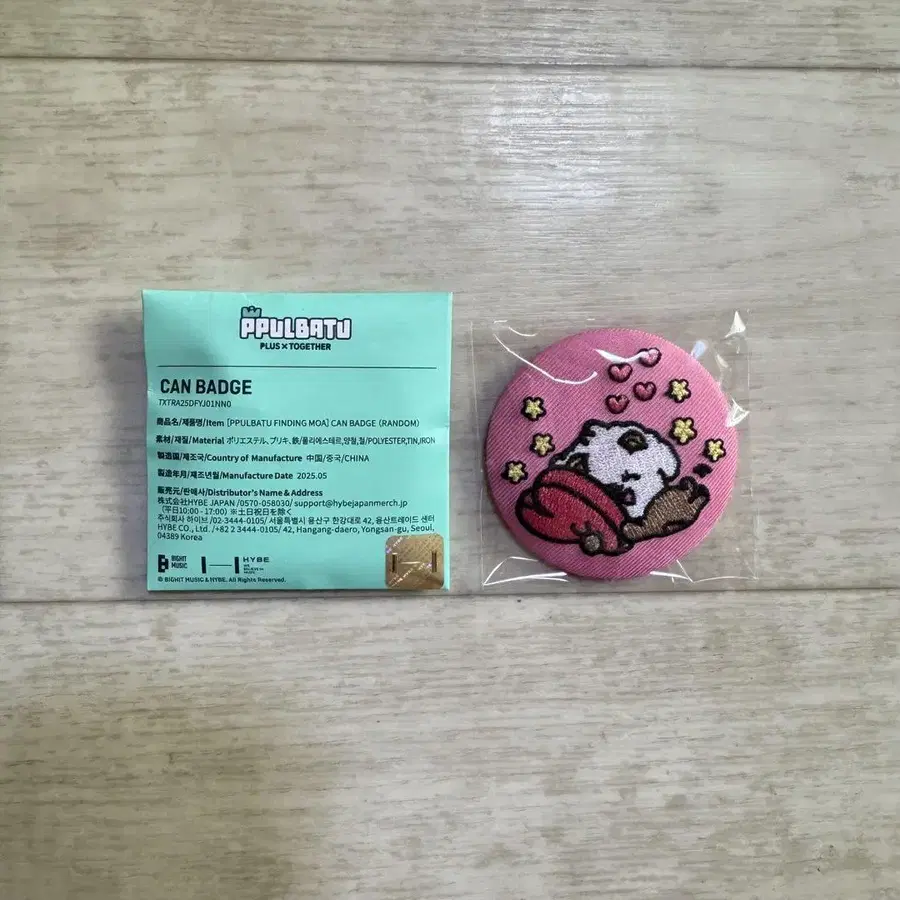 PPULBATU
PLUS × TOGETHER
CAN BADGE
TXTRA25DFYJ01NN0
商品名/제품명/Item [PPULBATU FINDING MOA] CAN BADGE (RANDOM)
素材/재질/Material ポリエステル,ブリキ,鉄/폴리에스테르,양철,철/POLYESTER,TIN,IRON
製造国/제조국/Country of Manufacture 中国/중국/CHINA
製造年月/제조년월/Manufacture Date 2025.05
販売元/판매사/Distributor's Name & Address
株式会社HYBE JAPAN /0570-058030/ support@hybejapanmerch.jp
(平日10:00 - 17:00) ※土日祝日を除く
주식회사 하이브 /02-3444-0105/ 서울특별시 용산구 한강대로 42, 용산트레이드 센터
HYBE CO., Ltd. /+82 2 3444-0105/ 42, Hangang-daero, Yongsan-gu, Seoul,
04389 Korea
BIGHIT
MUSIC
HYBE
WE
BELIEVE IN
MUSIC
© BIGHIT MUSIC & HYBE. All Rights Reserved.